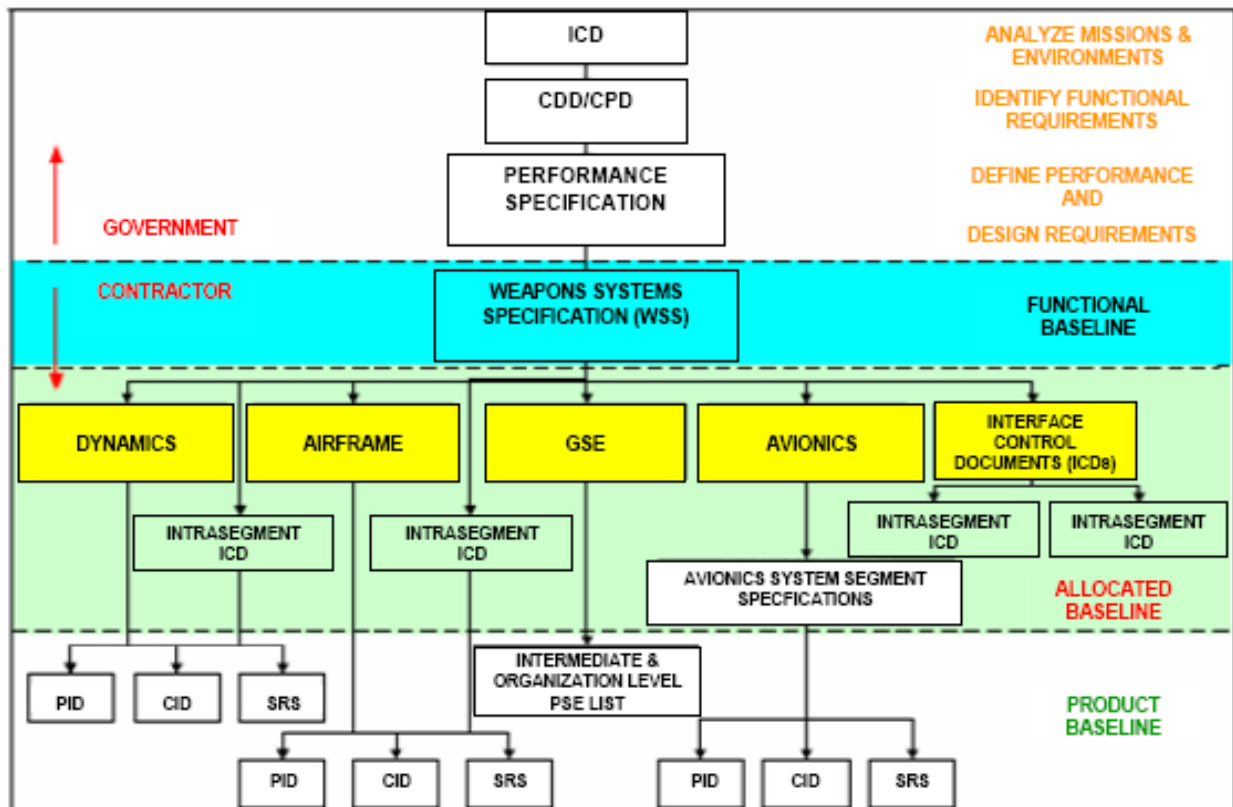 ICD
ANALYZE MISSIONS &
ENVIRONMENTS
CDD/CPD
IDENTIFY FUNCTIONAL
REQUIREMENTS
PERFORMANCE
SPECIFICATION
DEFINE PERFORMANCE
AND
DESIGN REQUIREMENTS
GOVERNMENT
CONTRACTOR
WEAPONS SYSTEMS
SPECIFICATION (WSS)
FUNCTIONAL
BASELINE
DYNAMICS
AIRFRAME
GSE
AVIONICS
INTERFACE
CONTROL
DOCUMENTS (ICDs)
INTRASEGMENT
ICD
INTRASEGMENT
ICD
INTRASEGMENT
ICD
INTRASEGMENT
ICD
AVIONICS SYSTEM SEGMENT
SPECFICATIONS
ALLOCATED
BASELINE
PID
CID
SRS
INTERMEDIATE &
ORGANIZATION LEVEL
PSE LIST
PRODUCT
BASELINE
PID
CID
SRS
PID
CID
SRS